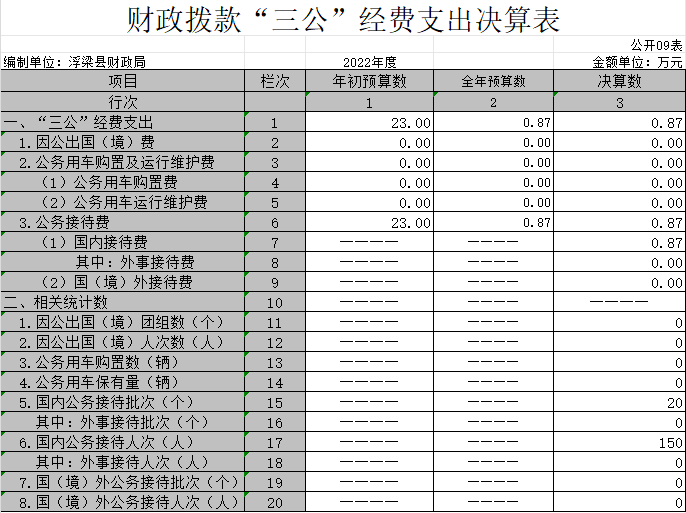 财政拨款“三公”经费支出决算表
公开09表
编制单位：浮梁县财政局 2022年度 金额单位：万元
项目 栏次 年初预算数 全年预算数 决算数
行次 1 2 3
一、“三公”经费支出 1 23.00 0.87 0.87
1.因公出国（境）费 2 0.00 0.00 0.00
2.公务用车购置及运行维护费 3 0.00 0.00 0.00
（1）公务用车购置费 4 0.00 0.00 0.00
（2）公务用车运行维护费 5 0.00 0.00 0.00
3.公务接待费 6 23.00 0.87 0.87
（1）国内接待费 7 ———— ———— 0.87
其中：外事接待费 8 ———— ———— 0.00
（2）国（境）外接待费 9 ———— ———— 0.00
二、相关统计数 10 ———— ———— ————
1.因公出国（境）团组数（个） 11 ———— ———— 0
2.因公出国（境）人次数（人） 12 ———— ———— 0
3.公务用车购置数（辆） 13 ———— ———— 0
4.公务用车保有量（辆） 14 ———— ———— 0
5.国内公务接待批次（个） 15 ———— ———— 20
其中：外事接待批次（个） 16 ———— ———— 0
6.国内公务接待人次（人） 17 ———— ———— 150
其中：外事接待人次（人） 18 ———— ———— 0
7.国（境）外公务接待批次（个） 19 ———— ———— 0
8.国（境）外公务接待人次（人） 20 ———— ———— 0